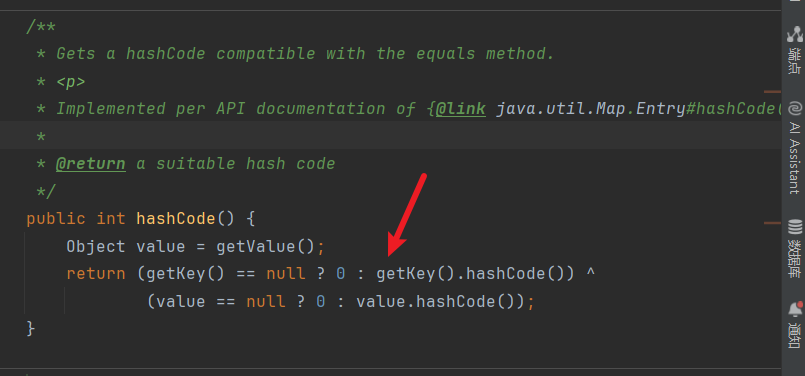 /**
 * Gets a hashCode compatible with the equals method.
 * <p>
 * Implemented per API documentation of {@link java.util.Map.Entry#hashCode(
 *
 * @return a suitable hash code
 */
public int hashCode() {
    Object value = getValue();
    return (getKey() == null ? 0 : getKey().hashCode()) ^
            (value == null ? 0 : value.hashCode());
}
端点
AI Assistant
数据库
通知